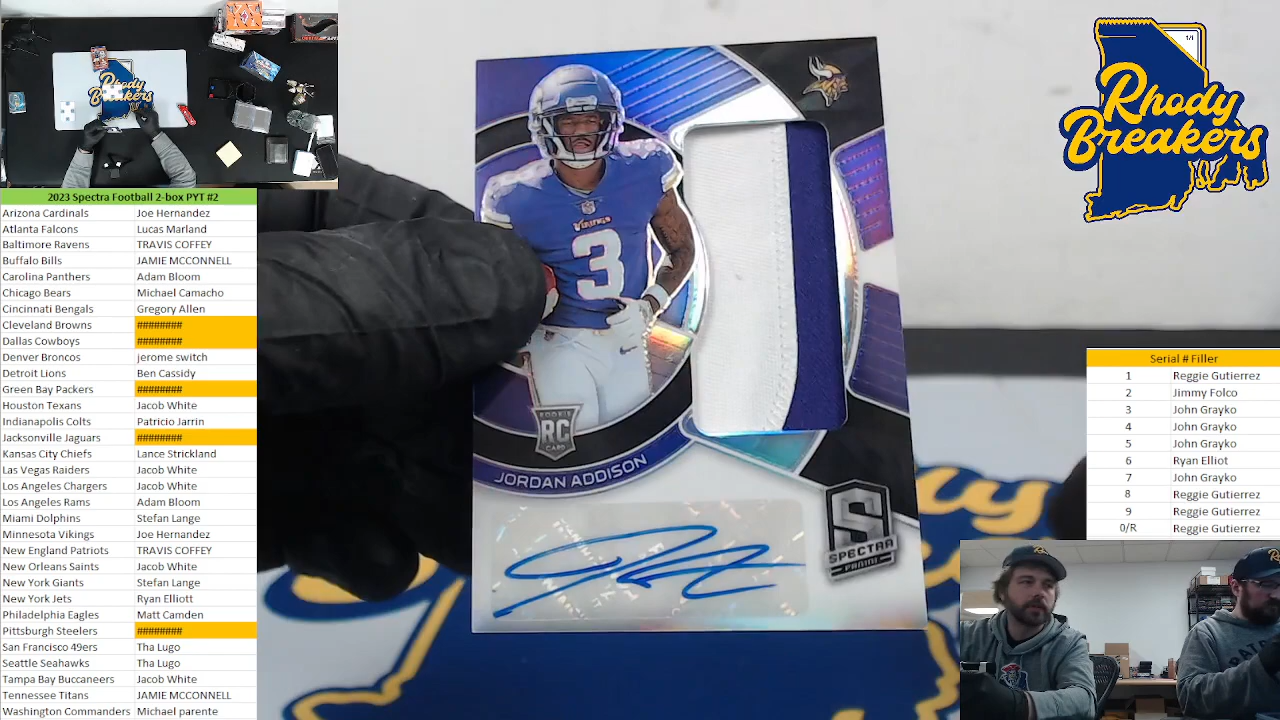 Rhody
Breakers
1/1
Rhody
Breakers
2023 Spectra Football 2-box PYT #2
Arizona Cardinals Joe Hernandez
Atlanta Falcons Lucas Marland
Baltimore Ravens TRAVIS COFFEY
Buffalo Bills JAMIE MCCONNELL
Carolina Panthers Adam Bloom
Chicago Bears Michael Camacho
Cincinnati Bengals Gregory Allen
Cleveland Browns ########
Dallas Cowboys ########
Denver Broncos jerome switch
Detroit Lions Ben Cassidy
Green Bay Packers ########
Houston Texans Jacob White
Indianapolis Colts Patricio Jarrin
Jacksonville Jaguars ########
Kansas City Chiefs Lance Strickland
Las Vegas Raiders Jacob White
Los Angeles Chargers Jacob White
Los Angeles Rams Adam Bloom
Miami Dolphins Stefan Lange
Minnesota Vikings Joe Hernandez
New England Patriots TRAVIS COFFEY
New Orleans Saints Jacob White
New York Giants Stefan Lange
New York Jets Ryan Elliott
Philadelphia Eagles Matt Camden
Pittsburgh Steelers ########
San Francisco 49ers Tha Lugo
Seattle Seahawks Tha Lugo
Tampa Bay Buccaneers Jacob White
Tennessee Titans JAMIE MCCONNELL
Washington Commanders Michael parente
Vikings
3
ROOKIE
RC
CARD
JORDAN ADDISON
S
SPECTRA
PANINI
Serial # Filler
1 Reggie Gutierrez
2 Jimmy Folco
3 John Grayko
4 John Grayko
5 John Grayko
6 Ryan Elliot
7 John Grayko
8 Reggie Gutierrez
9 Reggie Gutierrez
0/R Reggie Gutierrez